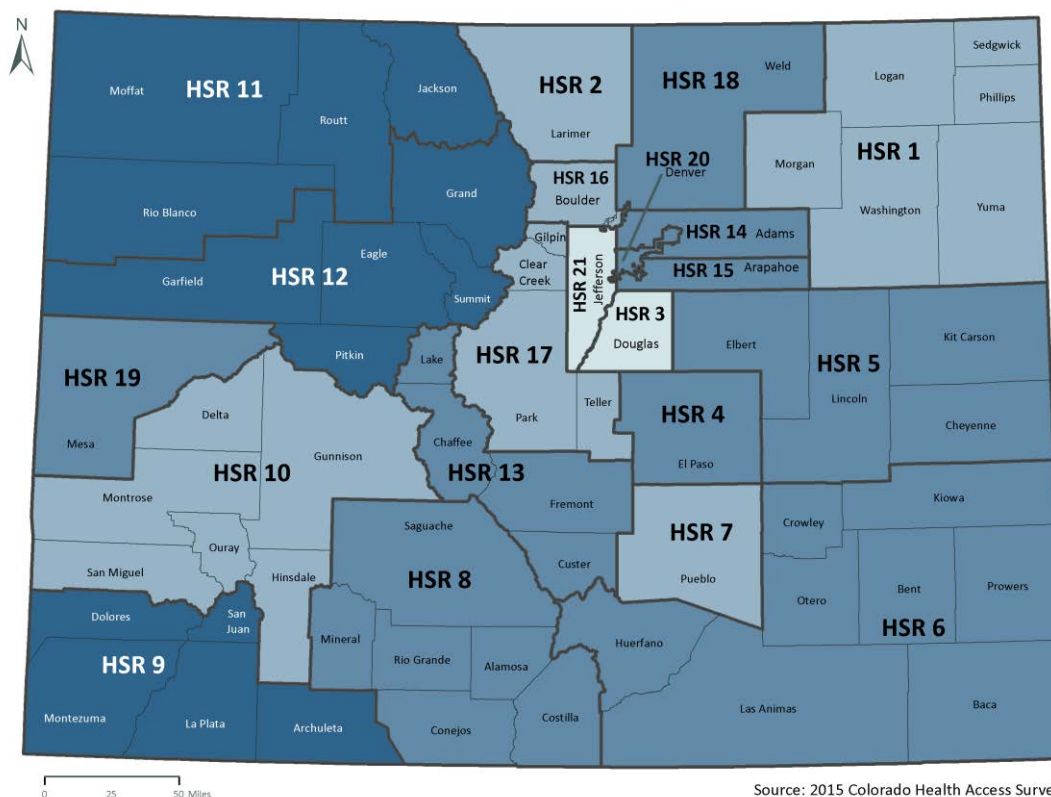 N
HSR 11
Moffat
Routt
Jackson
HSR 2
Larimer
HSR 18
Weld
Logan
Sedgwick
Phillips
HSR 1
Morgan
Washington
Yuma
Rio Blanco
Grand
HSR 16
Boulder
HSR 20
Denver
Garfield
HSR 12
Eagle
Summit
Gilpin
Clear
Creek
HSR 21
Jefferson
HSR 14
Adams
HSR 15
Arapahoe
HSR 3
Douglas
HSR 19
Mesa
Pitkin
Lake
HSR 17
Park
Teller
Elbert
HSR 5
Lincoln
Kit Carson
Cheyenne
HSR 4
El Paso
Delta
Gunnison
HSR 10
Montrose
Ouray
San Miguel
Hinsdale
Chaffee
HSR 13
Fremont
Custer
HSR 7
Pueblo
Crowley
Kiowa
Otero
Bent
Prowers
HSR 6
Saguache
HSR 8
Mineral
Rio Grande
Alamosa
Huerfano
Las Animas
Baca
Dolores
San
Juan
HSR 9
Montezuma
La Plata
Archuleta
Conejos
Costilla
0 25 50 Miles
Source: 2015 Colorado Health Access Surve